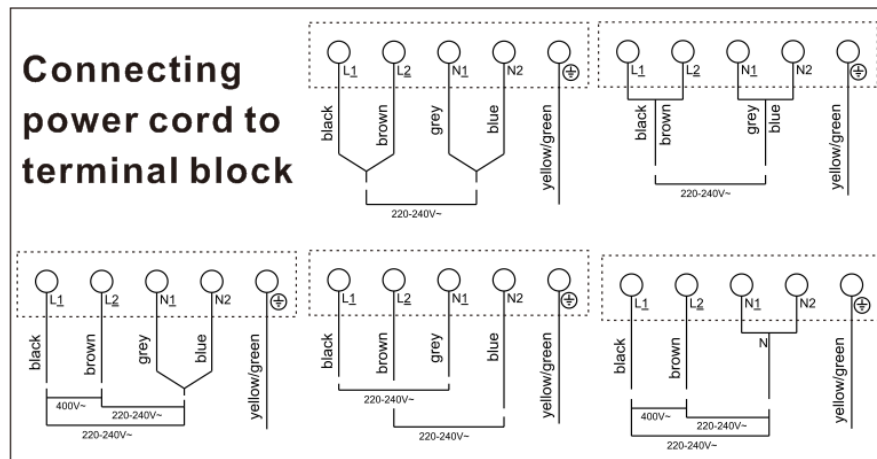 Connecting
power cord to
terminal block
L1 L2 N1 N2
black brown grey blue yellow/green
220-240V~
L1 L2 N1 N2
black brown grey blue yellow/green
220-240V~
L1 L2 N1 N2
black brown grey blue yellow/green
400V~
220-240V~
220-240V~
L1 L2 N1 N2
black brown grey blue yellow/green
220-240V~
220-240V~
L1 L2 N1 N2
N
black brown yellow/green
400V~
220-240V~
220-240V~